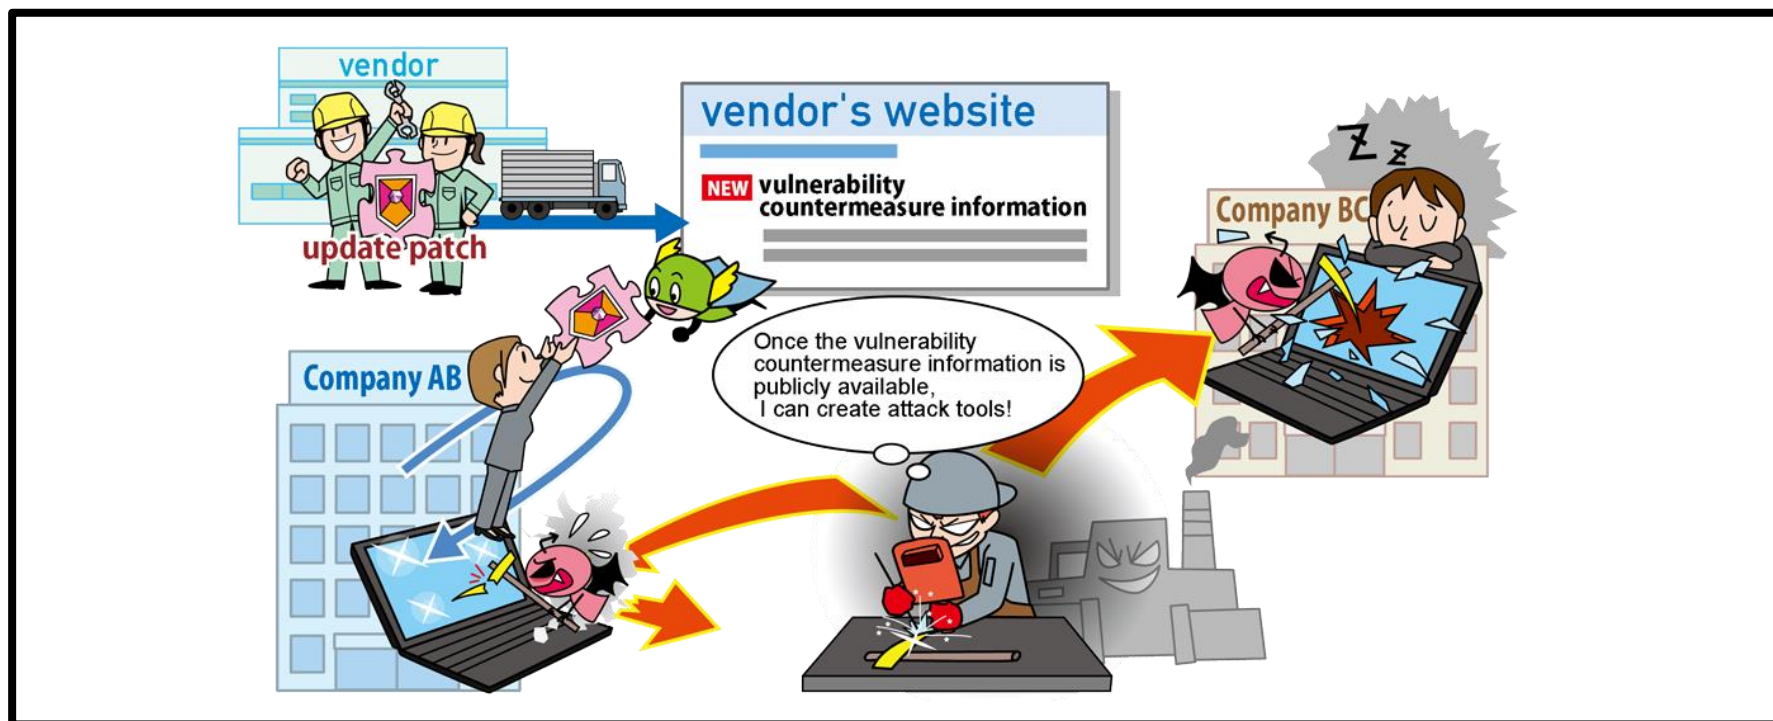 vendor
update patch
vendor's website
NEW vulnerability
countermeasure information
Z z
Company BC
Company AB
Once the vulnerability
countermeasure information is
publicly available,
I can create attack tools!